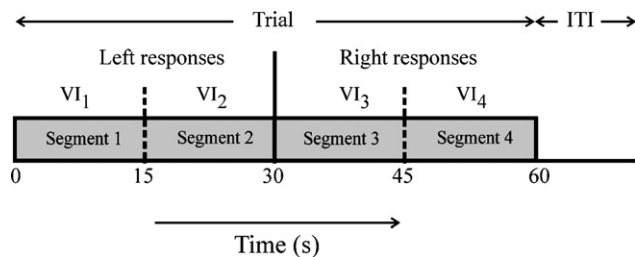 Trial ITI
Left responses Right responses
VI1 VI2 VI3 VI4
Segment 1 Segment 2 Segment 3 Segment 4
0 15 30 45 60
Time (s)